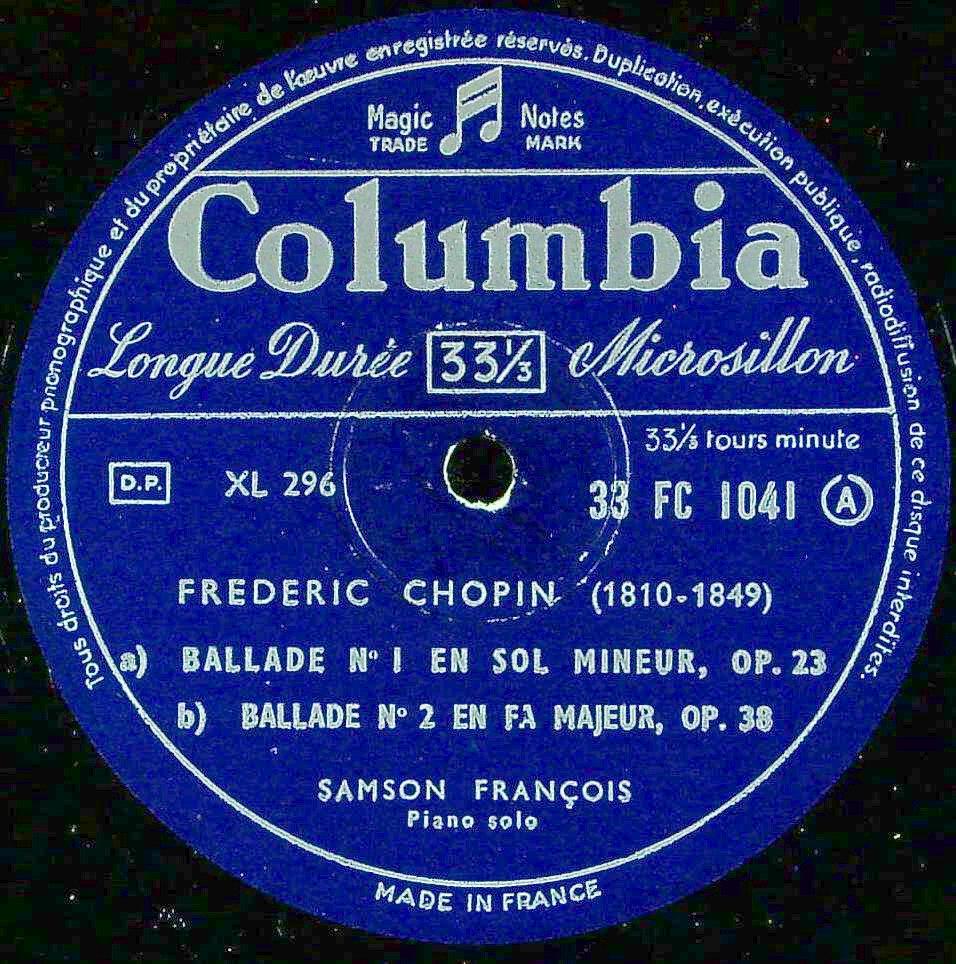 Tous droits du producteur phonographique et du propriétaire de l'œuvre enregistrée réservés. Duplication, exécution publique, radiodiffusion de ce disque interdites.
Magic Notes
TRADE MARK
Columbia
Longue Durée 33⅓ Microsillon
33⅓ tours minute
D.P. XL 296 33 FC 1041 A
FREDERIC CHOPIN (1810-1849)
a) BALLADE Nº 1 EN SOL MINEUR, OP. 23
b) BALLADE Nº 2 EN FA MAJEUR, OP. 38
SAMSON FRANÇOIS
Piano solo
MADE IN FRANCE